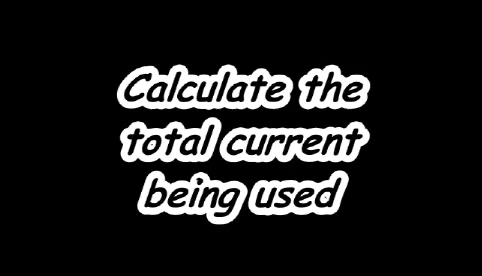 Calculate the
total current
being used